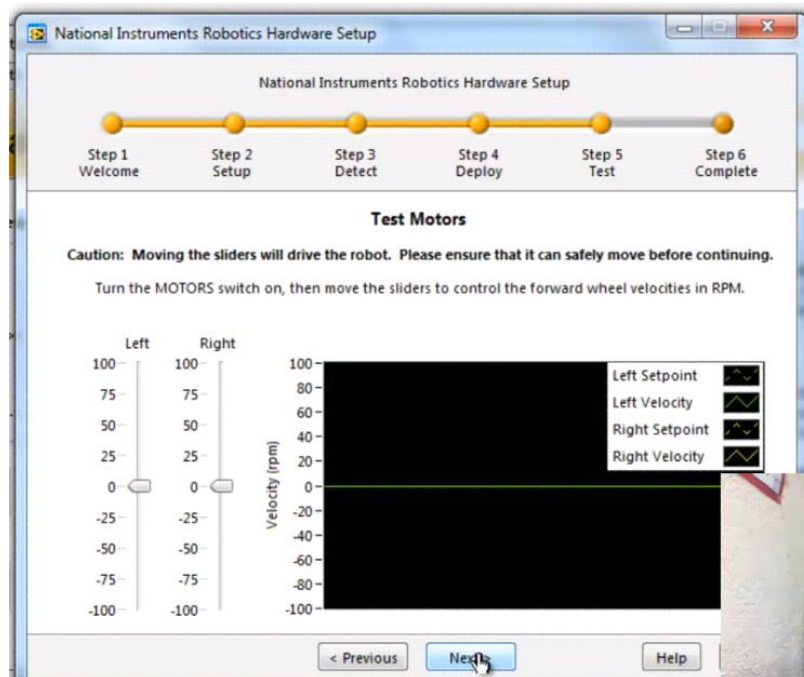 National Instruments Robotics Hardware Setup
National Instruments Robotics Hardware Setup
Step 1 Step 2 Step 3 Step 4 Step 5 Step 6
Welcome Setup Detect Deploy Test Complete
Test Motors
Caution: Moving the sliders will drive the robot. Please ensure that it can safely move before continuing.
Turn the MOTORS switch on, then move the sliders to control the forward wheel velocities in RPM.
Left Right
100
75
50
25
0
-25
-50
-75
-100
100
75
50
25
0
-25
-50
-75
-100
Velocity (rpm)
100
80
60
40
20
0
-20
-40
-60
-80
-100
Left Setpoint
Left Velocity
Right Setpoint
Right Velocity
< Previous Next > Help